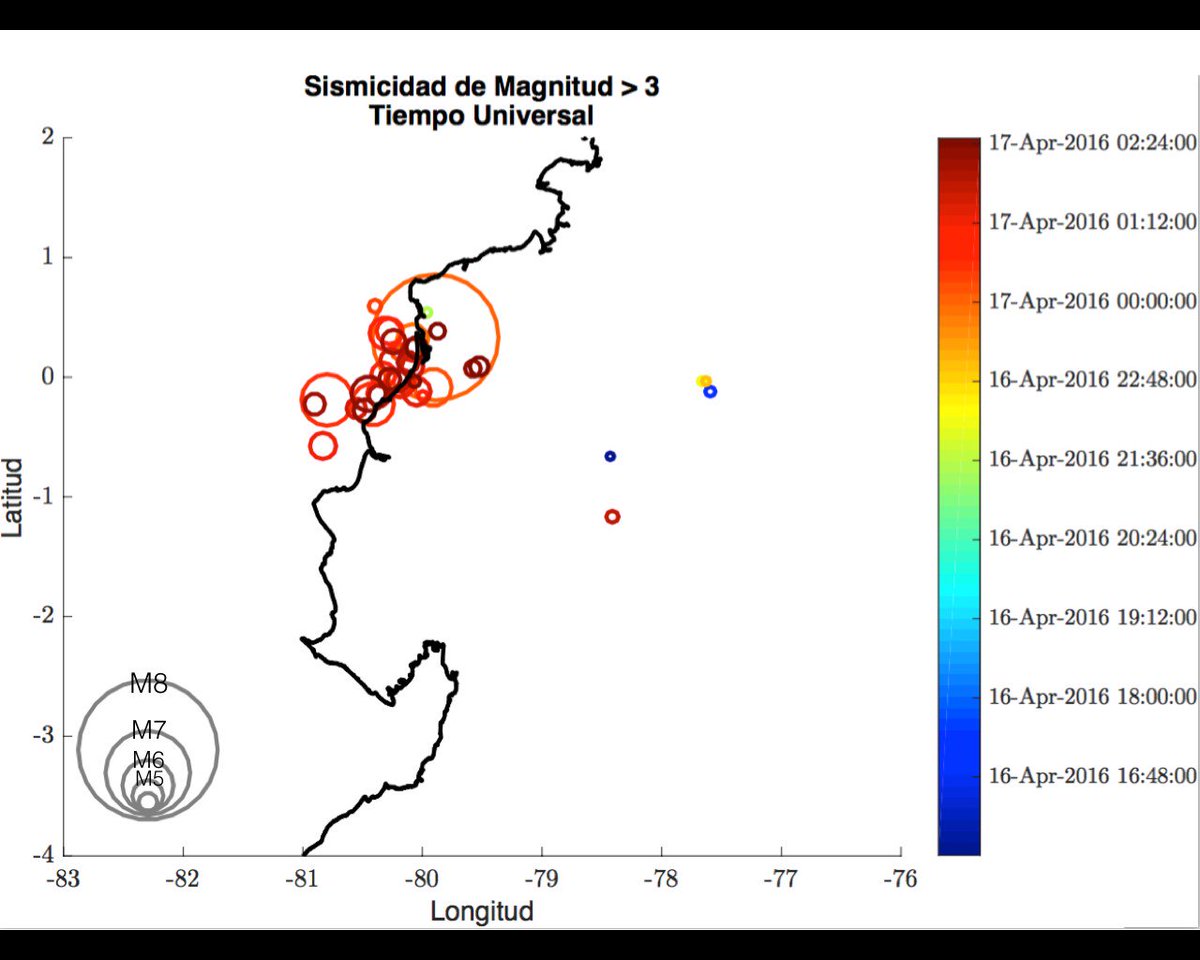 Sismicidad de Magnitud > 3
Tiempo Universal
2
1
0
-1
-2
-3
-4
Latitud
-83
-82
-81
-80
-79
-78
-77
-76
Longitud
M8
M7
M6
M5
17-Apr-2016 02:24:00
17-Apr-2016 01:12:00
17-Apr-2016 00:00:00
16-Apr-2016 22:48:00
16-Apr-2016 21:36:00
16-Apr-2016 20:24:00
16-Apr-2016 19:12:00
16-Apr-2016 18:00:00
16-Apr-2016 16:48:00